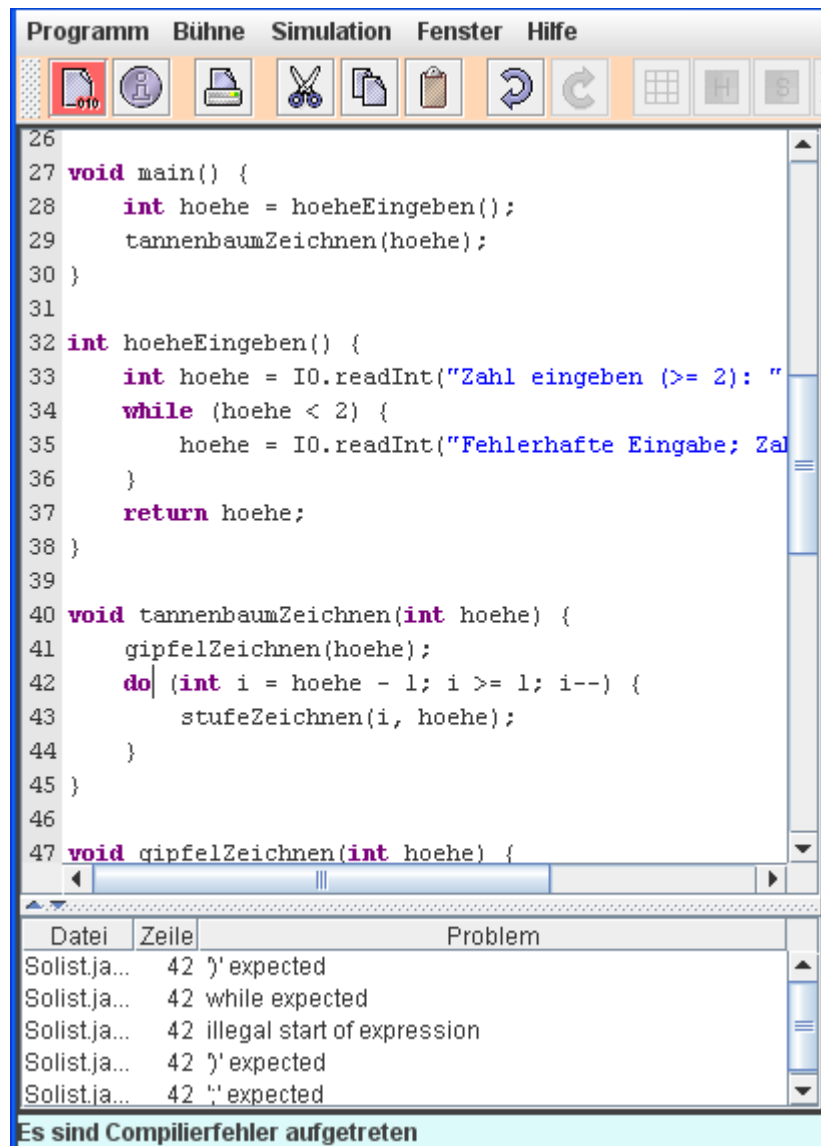 Programm Bühne Simulation Fenster Hilfe
010 H S
26
27 void main() {
28 int hoehe = hoeheEingeben();
29 tannenbaumZeichnen(hoehe);
30 }
31
32 int hoeheEingeben() {
33 int hoehe = IO.readInt("Zahl eingeben (>= 2): "
34 while (hoehe < 2) {
35 hoehe = IO.readInt("Fehlerhafte Eingabe; Zal
36 }
37 return hoehe;
38 }
39
40 void tannenbaumZeichnen(int hoehe) {
41 gipfelZeichnen(hoehe);
42 do (int i = hoehe - 1; i >= 1; i--) {
43 stufeZeichnen(i, hoehe);
44 }
45 }
46
47 void gipfelZeichnen(int hoehe) {
Datei Zeile Problem
Solist.ja... 42 ')' expected
Solist.ja... 42 while expected
Solist.ja... 42 illegal start of expression
Solist.ja... 42 ')' expected
Solist.ja... 42 ';' expected
Es sind Compilierfehler aufgetreten